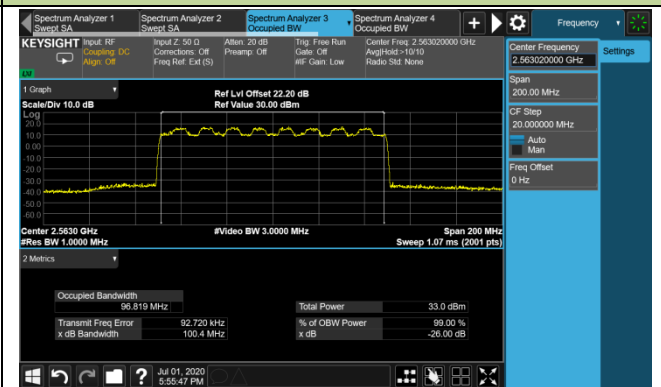 Spectrum Analyzer 1 Spectrum Analyzer 2 Spectrum Analyzer 3 Spectrum Analyzer 4 Frequency
Swept SA Swept SA Occupied BW Occupied BW
KEYSIGHT Input: RF Input Z: 50 Ω Atten: 20 dB Trig: Free Run Center Freq: 2.563020000 GHz
Coupling: DC Corrections: Off Preamp: Off Gate: Off Avg|Hold:>10/10
Align: Off Freq Ref: Ext (S) #IF Gain: Low Radio Std: None
LXI
Center Frequency Settings
2.563020000 GHz
Span
200.00 MHz
CF Step
20.000000 MHz
Auto
Man
Freq Offset
0 Hz
1 Graph Ref Lvl Offset 22.20 dB
Scale/Div 10.0 dB Ref Value 30.00 dBm
Log
20.0
10.0
0.00
-10.0
-20.0
-30.0
-40.0
-50.0
-60.0
Center 2.5630 GHz #Video BW 3.0000 MHz Span 200 MHz
#Res BW 1.0000 MHz Sweep 1.07 ms (2001 pts)
2 Metrics
Occupied Bandwidth
96.819 MHz Total Power 33.0 dBm
Transmit Freq Error 92.720 kHz % of OBW Power 99.00 %
x dB Bandwidth 100.4 MHz x dB -26.00 dB
? Jul 01, 2020
5:55:47 PM